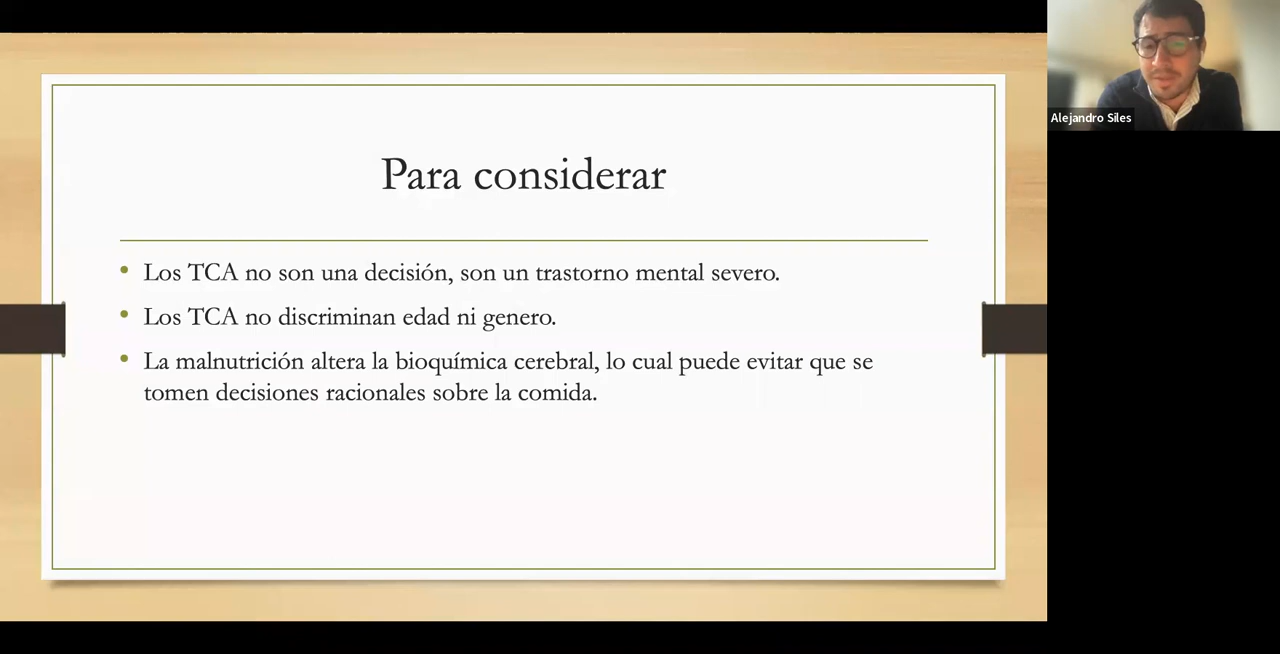 Para considerar
• Los TCA no son una decisión, son un trastorno mental severo.
• Los TCA no discriminan edad ni genero.
• La malnutrición altera la bioquímica cerebral, lo cual puede evitar que se
tomen decisiones racionales sobre la comida.
Alejandro Siles